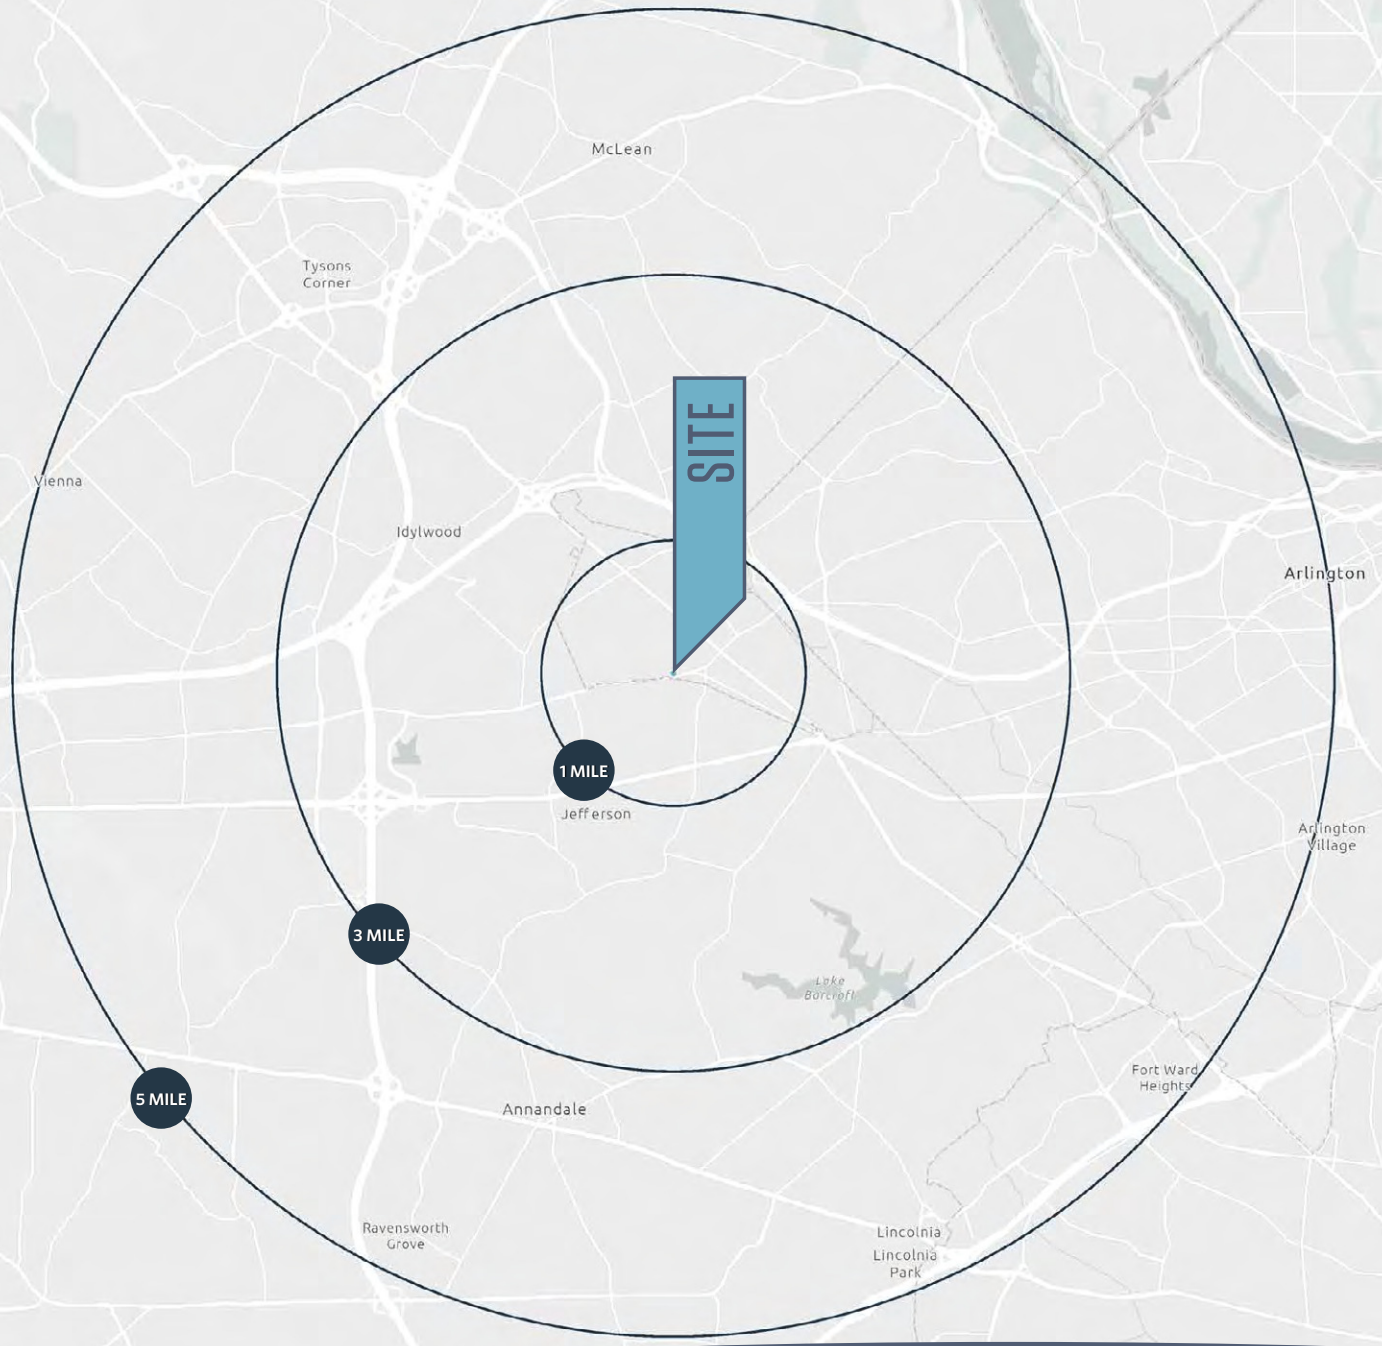 McLean
Tysons
Corner
SITE
Vienna
Idylwood
Arlington
1 MILE
Jefferson
Arlington
Village
3 MILE
Lake
Barcroft
Fort Ward
Heights
5 MILE
Annandale
Ravensworth
Grove
Lincolnia
Lincolnia
Park